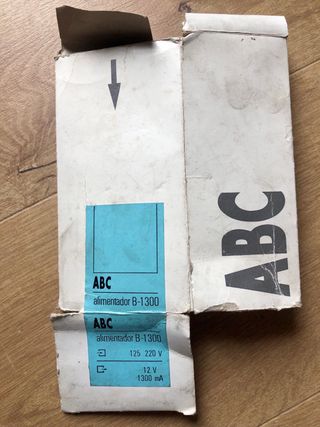 ABC
ABC
alimentador B-1300
ABC
alimentador B-1300
125 220 V
12 V
1300 mA